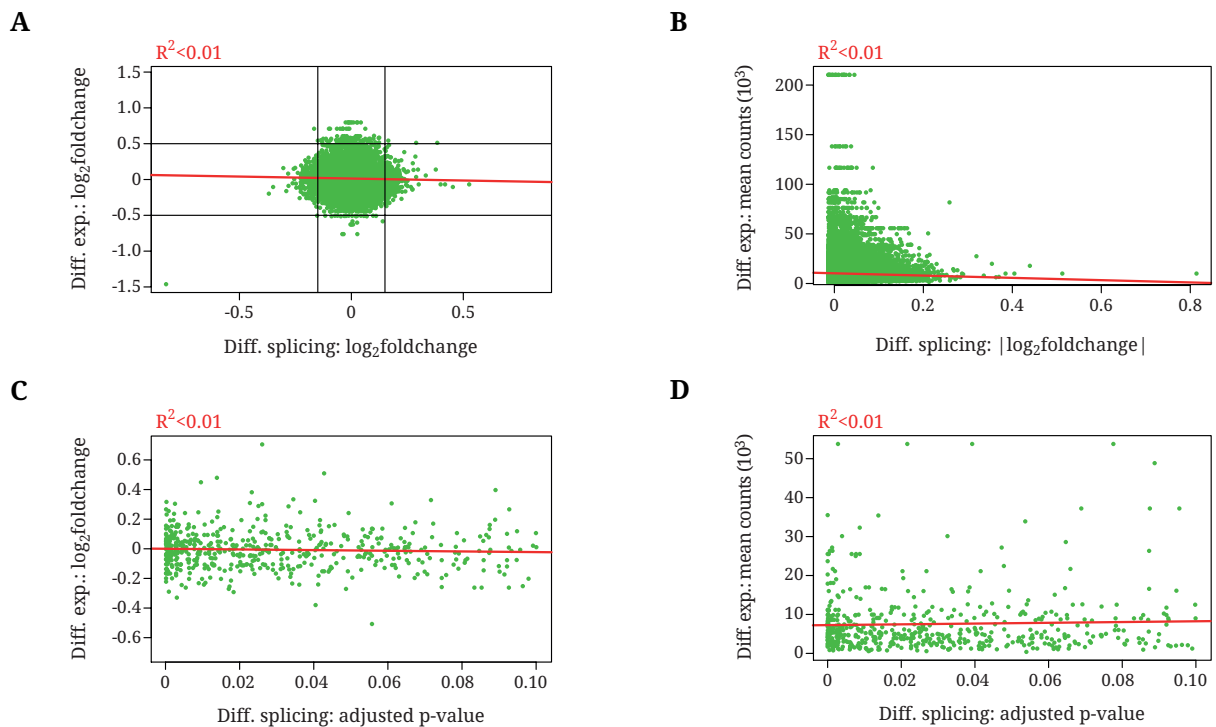 A
R²<0.01
Diff. exp.: log₂foldchange
1.5
1.0
0.5
0
-0.5
-1.0
-1.5
-0.5
0
0.5
Diff. splicing: log₂foldchange
B
R²<0.01
Diff. exp.: mean counts (10³)
200
150
100
50
0
0
0.2
0.4
0.6
0.8
Diff. splicing: |log₂foldchange|
C
R²<0.01
Diff. exp.: log₂foldchange
0.6
0.4
0.2
0
-0.2
-0.4
-0.6
0
0.02
0.04
0.06
0.08
0.10
Diff. splicing: adjusted p-value
D
R²<0.01
Diff. exp.: mean counts (10³)
50
40
30
20
10
0
0
0.02
0.04
0.06
0.08
0.10
Diff. splicing: adjusted p-value